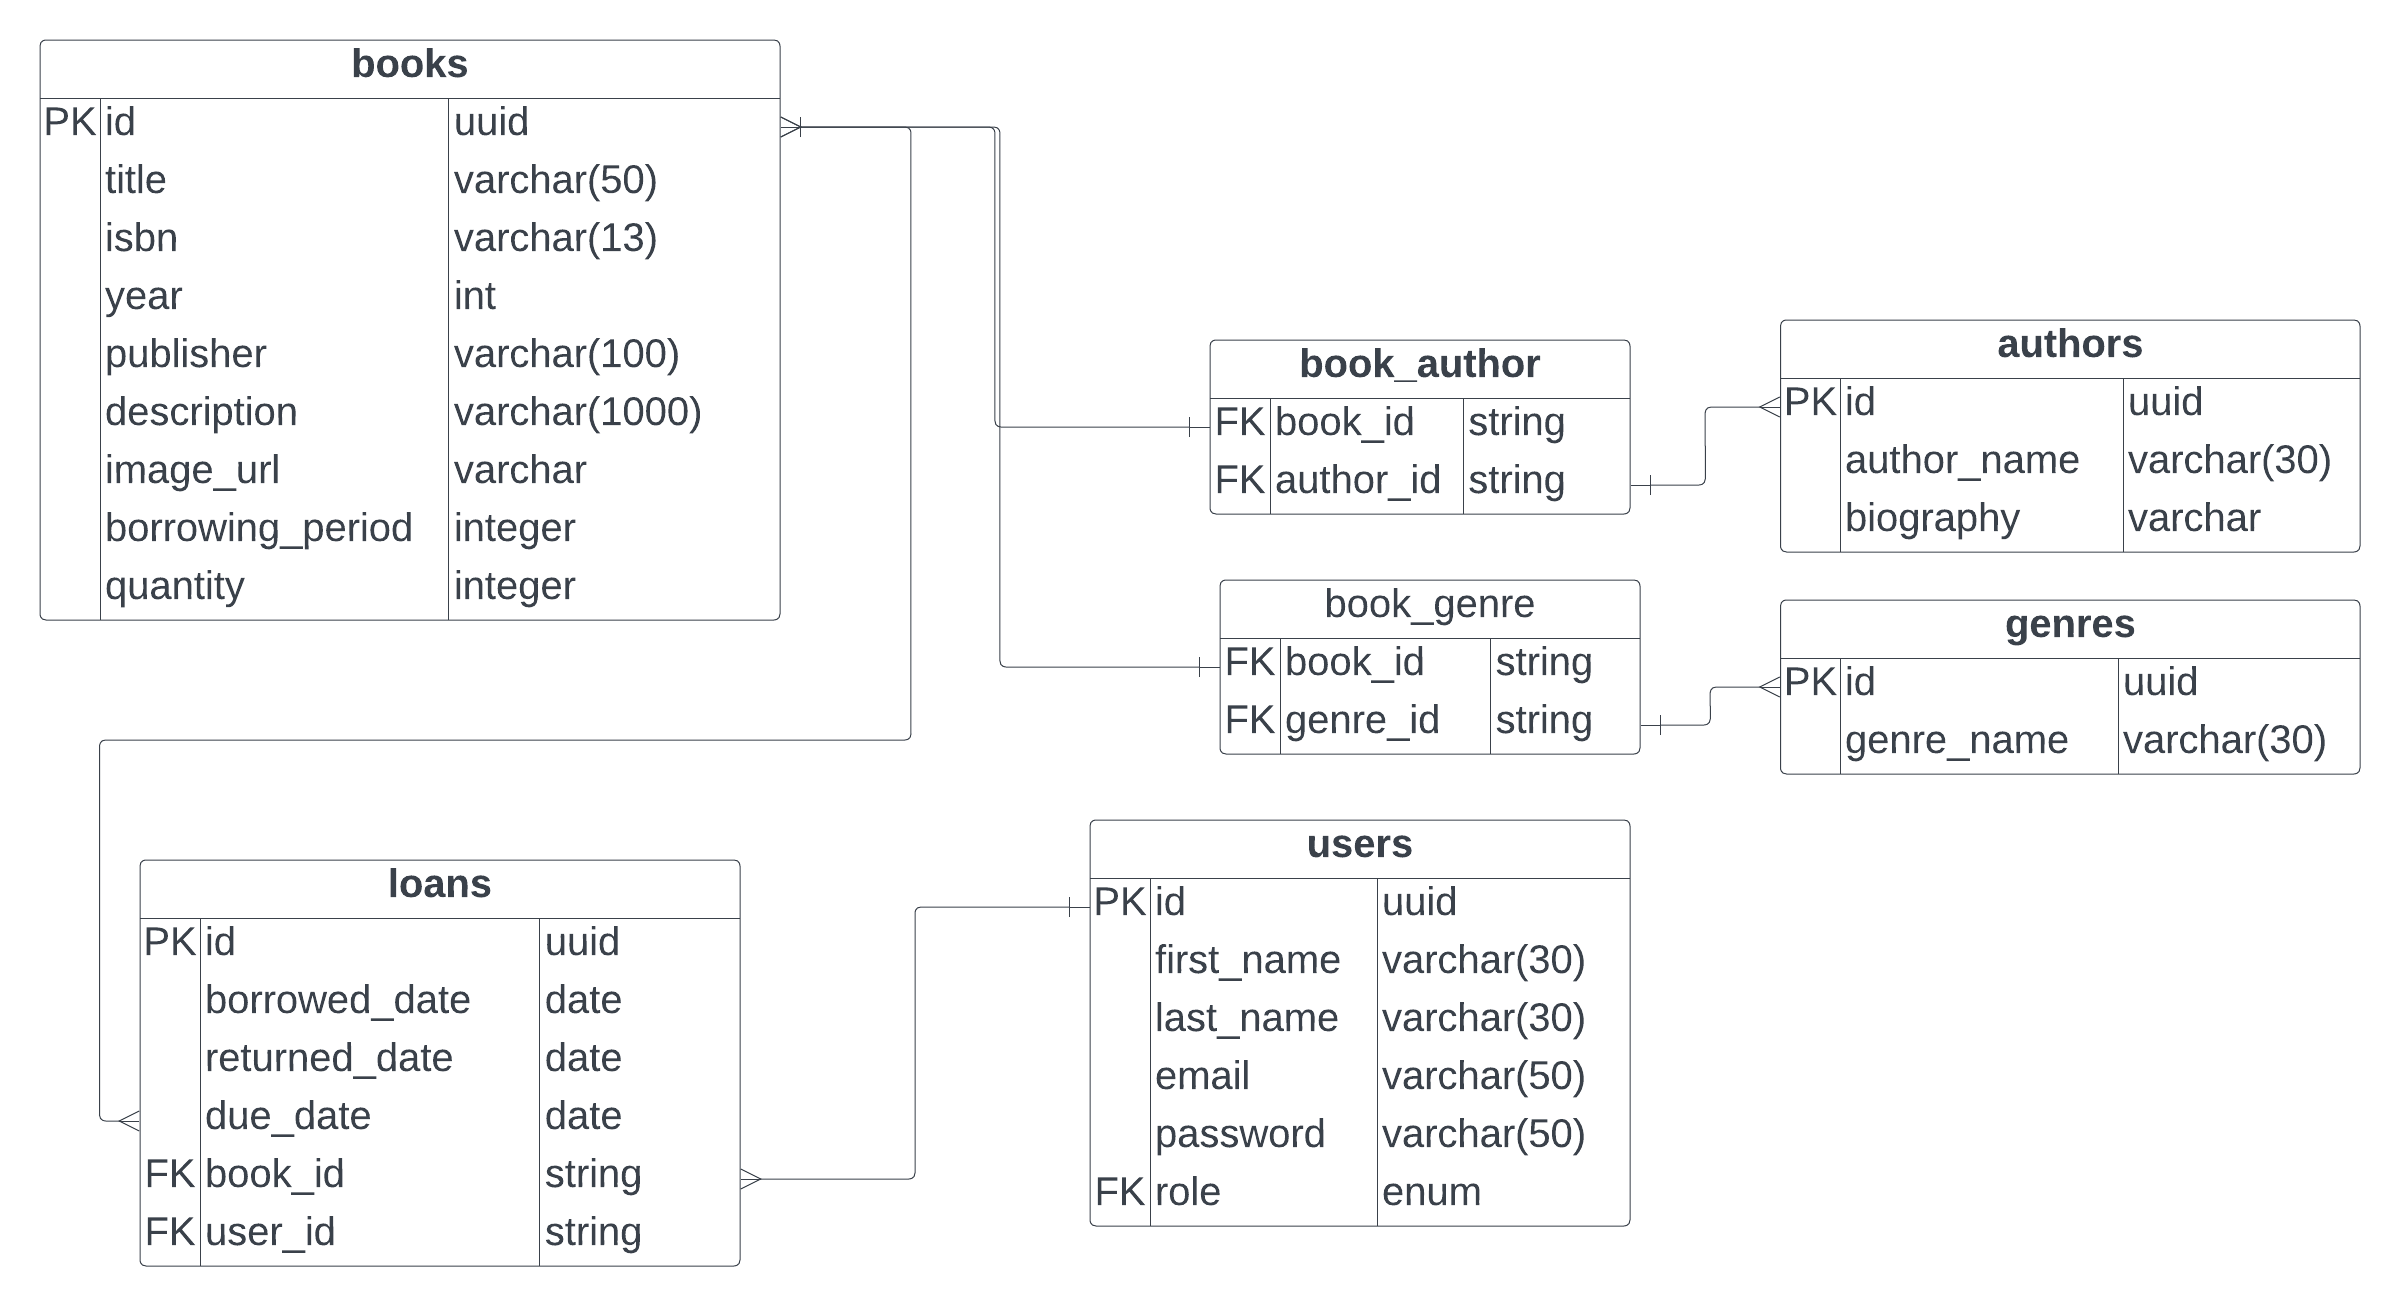 books
PK id uuid
title varchar(50)
isbn varchar(13)
year int
publisher varchar(100)
description varchar(1000)
image_url varchar
borrowing_period integer
quantity integer
book_author
FK book_id string
FK author_id string
authors
PK id uuid
author_name varchar(30)
biography varchar
book_genre
FK book_id string
FK genre_id string
genres
PK id uuid
genre_name varchar(30)
loans
PK id uuid
borrowed_date date
returned_date date
due_date date
FK book_id string
FK user_id string
users
PK id uuid
first_name varchar(30)
last_name varchar(30)
email varchar(50)
password varchar(50)
FK role enum